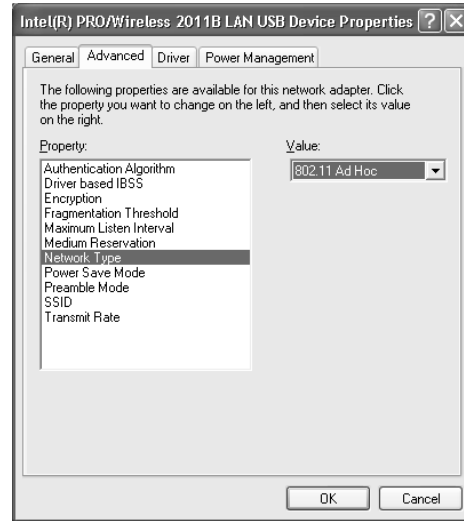 Intel(R) PRO/Wireless 2011B LAN USB Device Properties
General Advanced Driver Power Management
The following properties are available for this network adapter. Click
the property you want to change on the left, and then select its value
on the right.
Property:
Authentication Algorithm
Driver based IBSS
Encryption
Fragmentation Threshold
Maximum Listen Interval
Medium Reservation
Network Type
Power Save Mode
Preamble Mode
SSID
Transmit Rate
Value:
802.11 Ad Hoc
OK Cancel